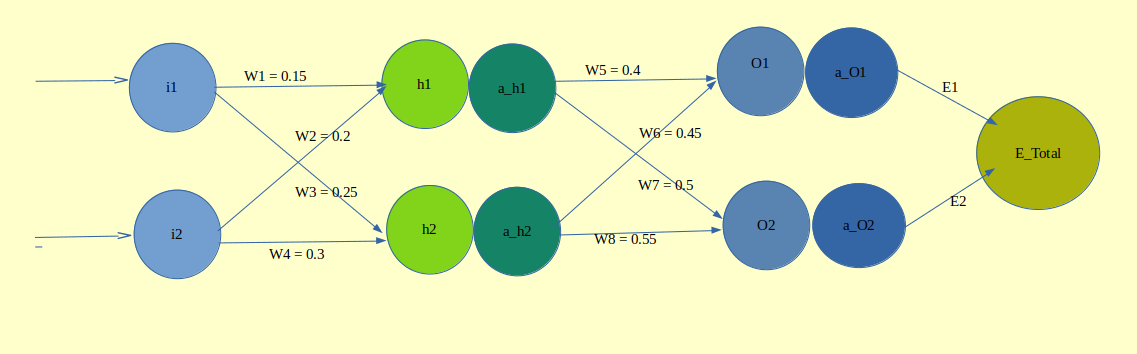 i1
W1 = 0.15
h1
a_h1
W5 = 0.4
O1
a_O1
E1
W2 = 0.2
W6 = 0.45
E_Total
W3 = 0.25
W7 = 0.5
i2
h2
a_h2
W8 = 0.55
O2
a_O2
E2
W4 = 0.3